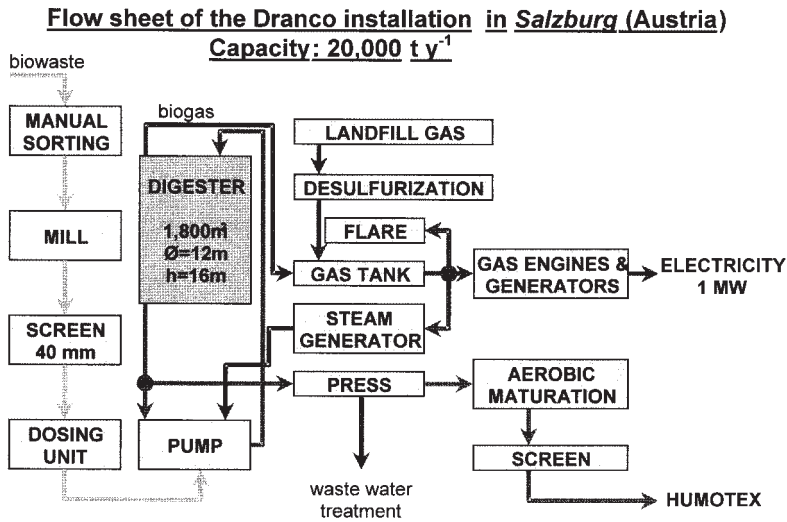 Flow sheet of the Dranco installation in Salzburg (Austria)
Capacity: 20,000 t y-1
biowaste
MANUAL
SORTING
MILL
SCREEN
40 mm
DOSING
UNIT
biogas
DIGESTER
1,800m³
Ø=12m
h=16m
PUMP
LANDFILL GAS
DESULFURIZATION
FLARE
GAS TANK
STEAM
GENERATOR
PRESS
waste water
treatment
GAS ENGINES &
GENERATORS
ELECTRICITY
1 MW
AEROBIC
MATURATION
SCREEN
HUMOTEX